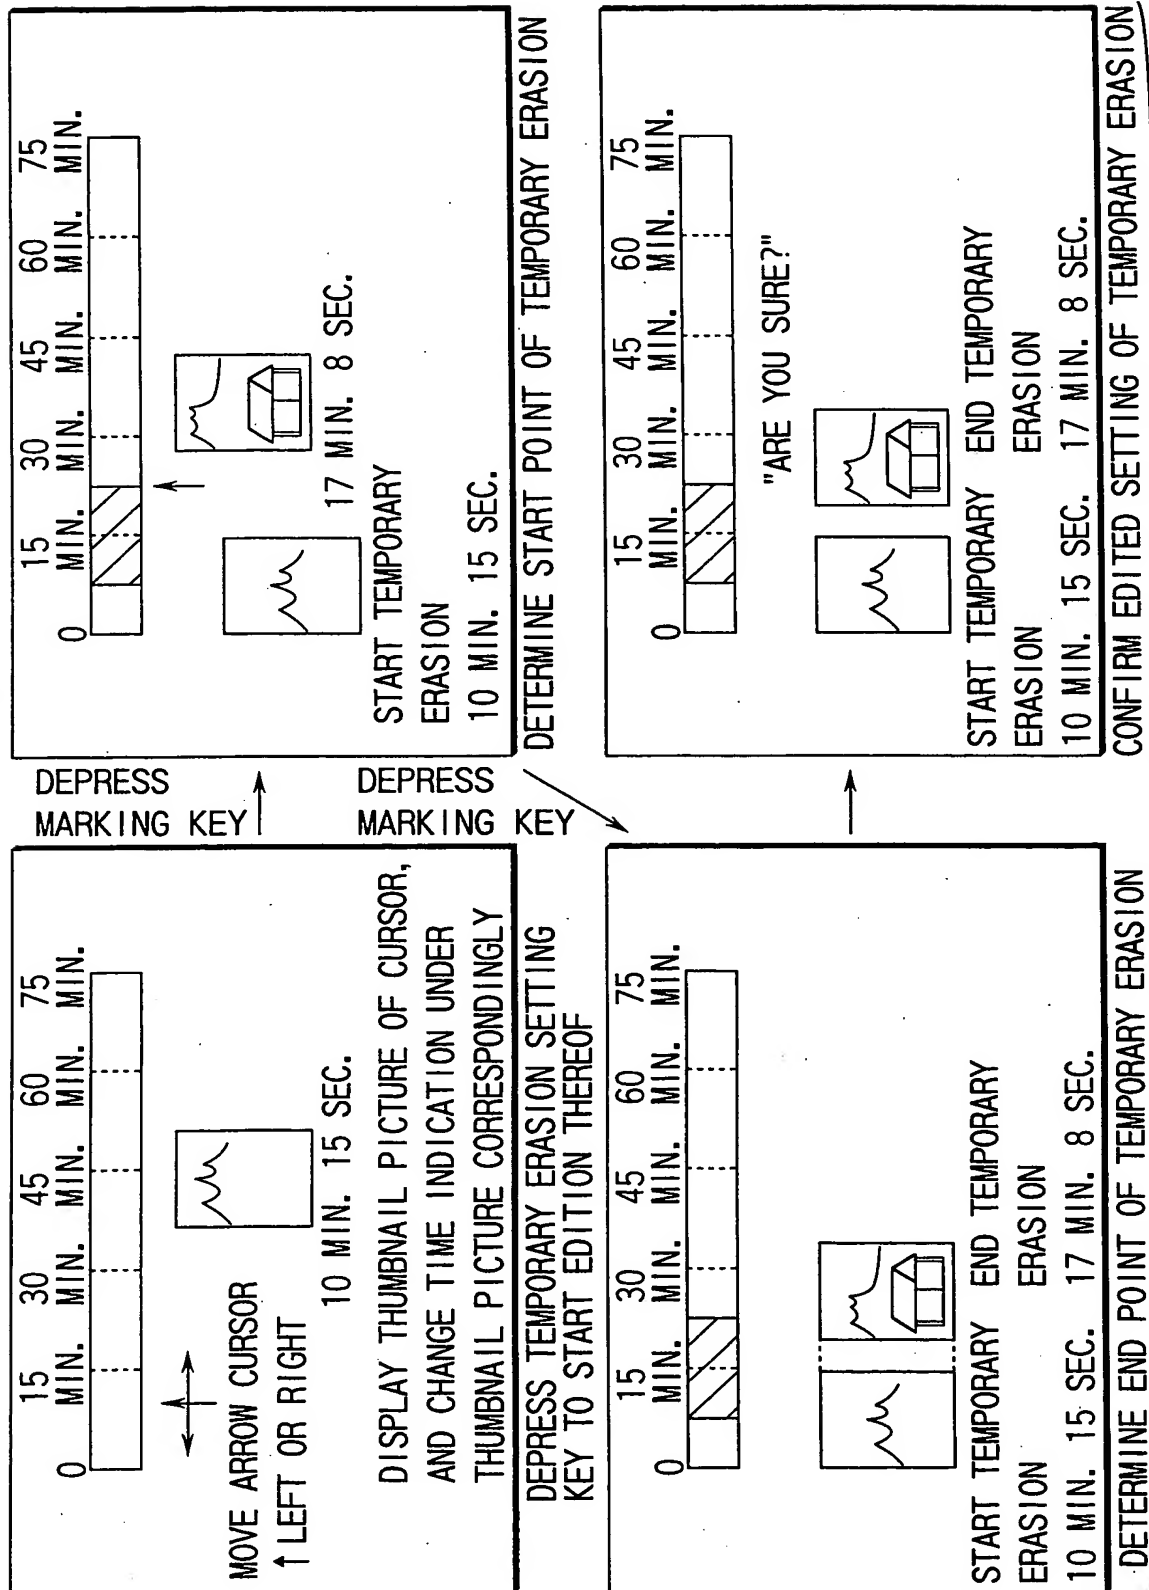 0
15
MIN.
30
MIN.
45
MIN.
60
MIN.
75
MIN.
MOVE ARROW CURSOR
↑ LEFT OR RIGHT
10 MIN. 15 SEC.
DISPLAY THUMBNAIL PICTURE OF CURSOR,
AND CHANGE TIME INDICATION UNDER
THUMBNAIL PICTURE CORRESPONDINGLY
DEPRESS TEMPORARY ERASION SETTING
KEY TO START EDITION THEREOF
DEPRESS
MARKING KEY
0
15
MIN.
30
MIN.
45
MIN.
60
MIN.
75
MIN.
17 MIN. 8 SEC.
START TEMPORARY
ERASION
10 MIN. 15 SEC.
DETERMINE START POINT OF TEMPORARY ERASION
DEPRESS
MARKING KEY
0
15
MIN.
30
MIN.
45
MIN.
60
MIN.
75
MIN.
START TEMPORARY END TEMPORARY
ERASION ERASION
10 MIN. 15 SEC. 17 MIN. 8 SEC.
DETERMINE END POINT OF TEMPORARY ERASION
0
15
MIN.
30
MIN.
45
MIN.
60
MIN.
75
MIN.
"ARE YOU SURE?"
START TEMPORARY END TEMPORARY
ERASION ERASION
10 MIN. 15 SEC. 17 MIN. 8 SEC.
CONFIRM EDITED SETTING OF TEMPORARY ERASION